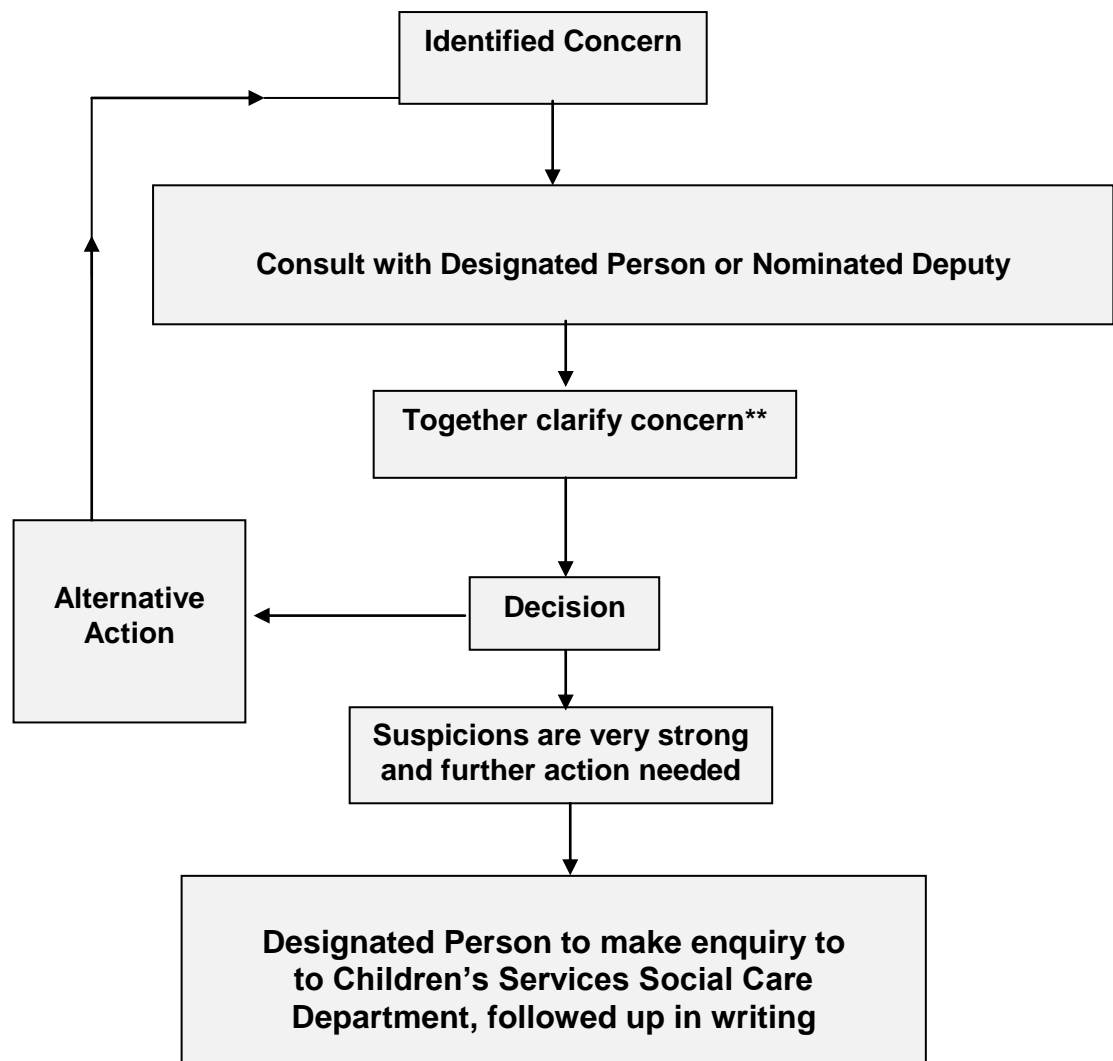 Identified Concern
Consult with Designated Person or Nominated Deputy
Together clarify concern**
Alternative
Action
Decision
Suspicions are very strong
and further action needed
Designated Person to make enquiry to
to Children’s Services Social Care
Department, followed up in writing